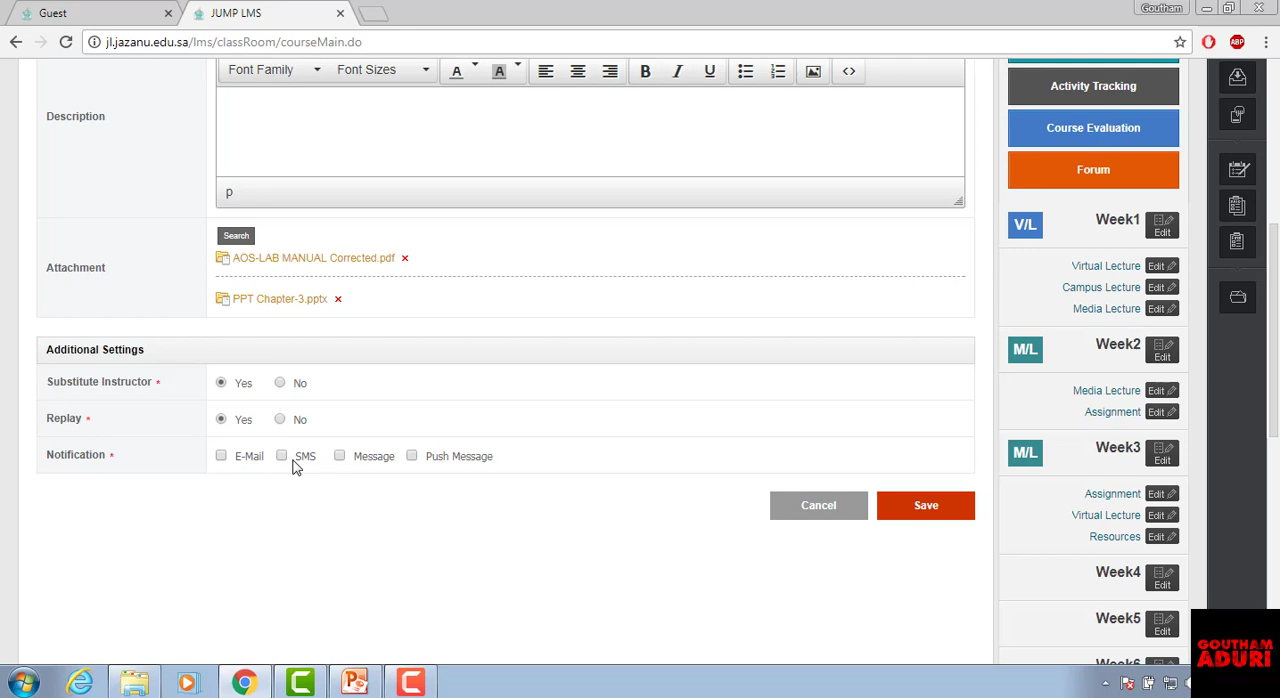 Guest
JUMP LMS
Goutham
jl.jazanu.edu.sa/lms/classRoom/courseMain.do
ABP
Font Family
Font Sizes
A
A
B
I
U
Description
p
Search
Attachment
AOS-LAB MANUAL Corrected.pdf
PPT Chapter-3.pptx
Additional Settings
Substitute Instructor *
Yes
No
Replay *
Yes
No
Notification *
E-Mail
SMS
Message
Push Message
Cancel
Save
Activity Tracking
Course Evaluation
Forum
V/L
Week1
Edit
Virtual Lecture Edit
Campus Lecture Edit
Media Lecture Edit
M/L
Week2
Edit
Media Lecture Edit
Assignment Edit
M/L
Week3
Edit
Assignment Edit
Virtual Lecture Edit
Resources Edit
Week4
Edit
Week5
Edit
Week6
GOUTHAM
ADURI